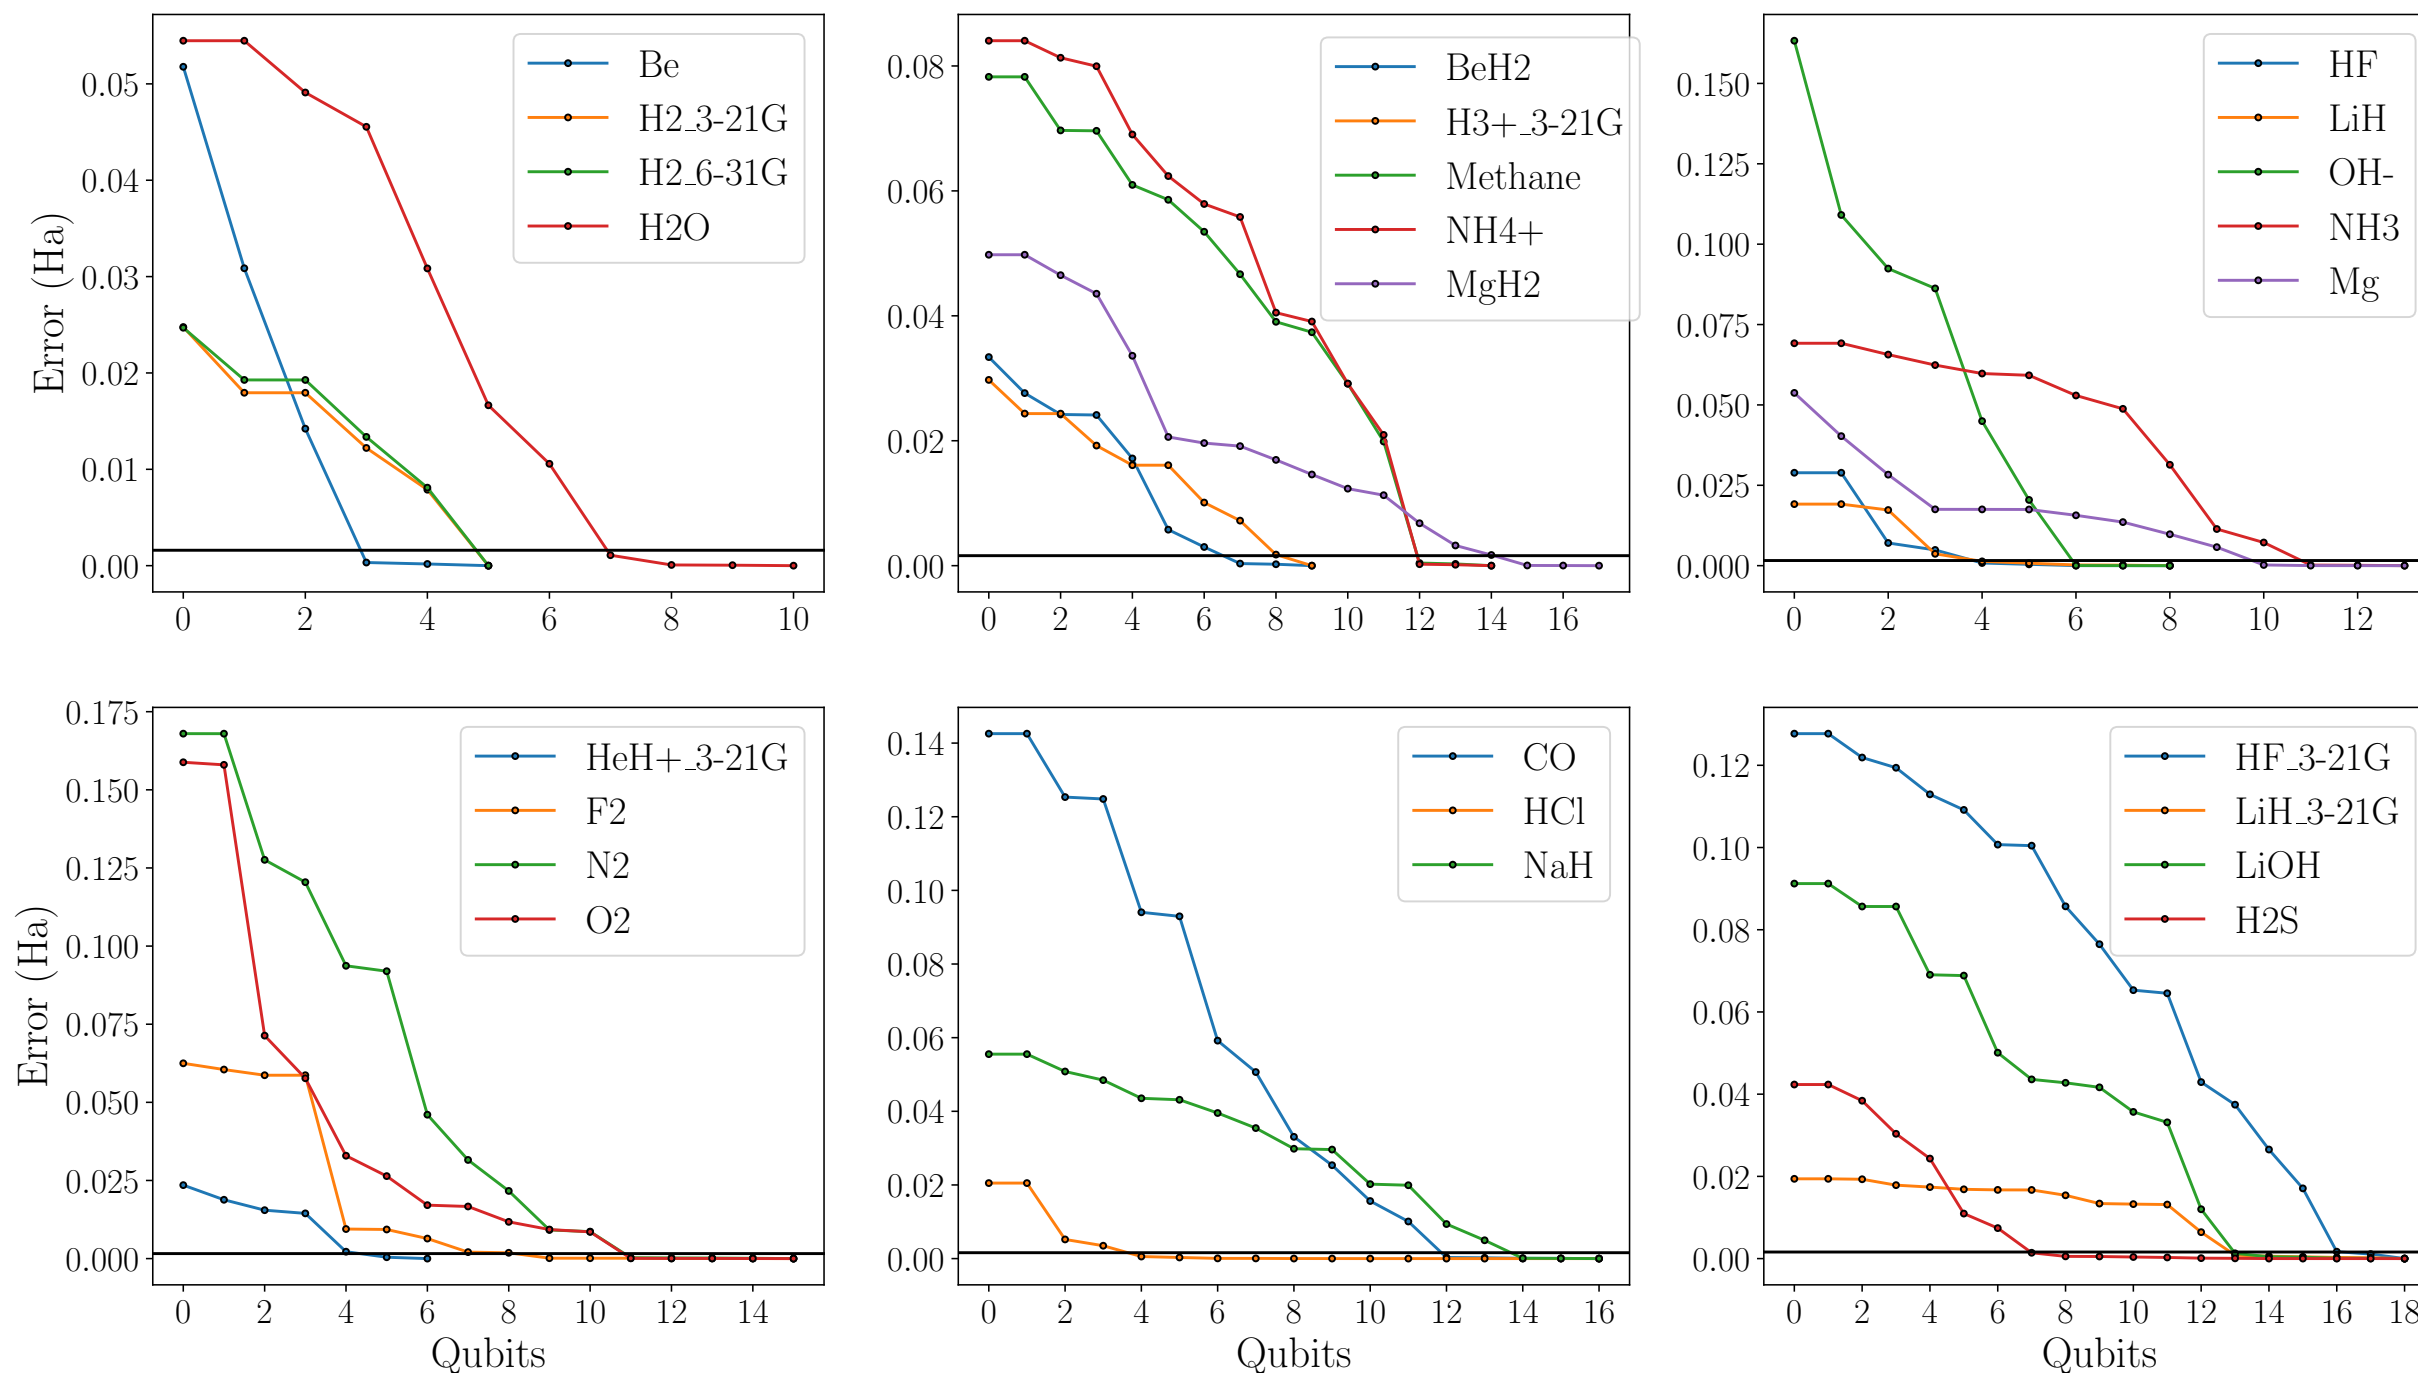 Error (Ha)
0.05
0.04
0.03
0.02
0.01
0.00
0 2 4 6 8 10
Be
H2_3-21G
H2_6-31G
H2O
0.08
0.06
0.04
0.02
0.00
0 2 4 6 8 10 12 14 16
BeH2
H3+_3-21G
Methane
NH4+
MgH2
0.150
0.125
0.100
0.075
0.050
0.025
0.000
0 2 4 6 8 10 12
HF
LiH
OH-
NH3
Mg
Error (Ha)
0.175
0.150
0.125
0.100
0.075
0.050
0.025
0.000
0 2 4 6 8 10 12 14
Qubits
HeH+_3-21G
F2
N2
O2
0.14
0.12
0.10
0.08
0.06
0.04
0.02
0.00
0 2 4 6 8 10 12 14 16
Qubits
CO
HCl
NaH
0.12
0.10
0.08
0.06
0.04
0.02
0.00
0 2 4 6 8 10 12 14 16 18
Qubits
HF_3-21G
LiH_3-21G
LiOH
H2S